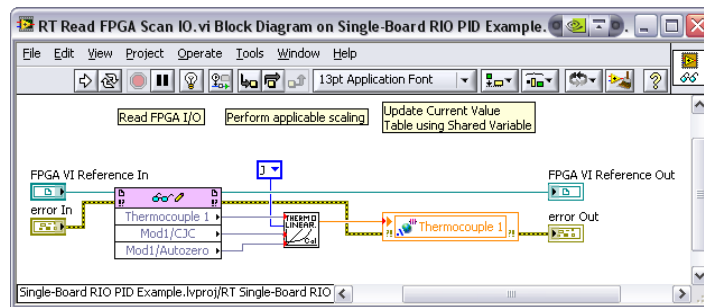 RT Read FPGA Scan IO.vi Block Diagram on Single-Board RIO PID Example.
File Edit View Project Operate Tools Window Help
13pt Application Font
Read FPGA I/O
Perform applicable scaling
Update Current Value
Table using Shared Variable
FPGA VI Reference In
J
FPGA VI Reference Out
error In
Thermocouple 1
Mod1/CJC
Mod1/Autozero
THERMO
LINEAR.
Cal
Thermocouple 1
error Out
Single-Board RIO PID Example.lvproj/RT Single-Board RIO